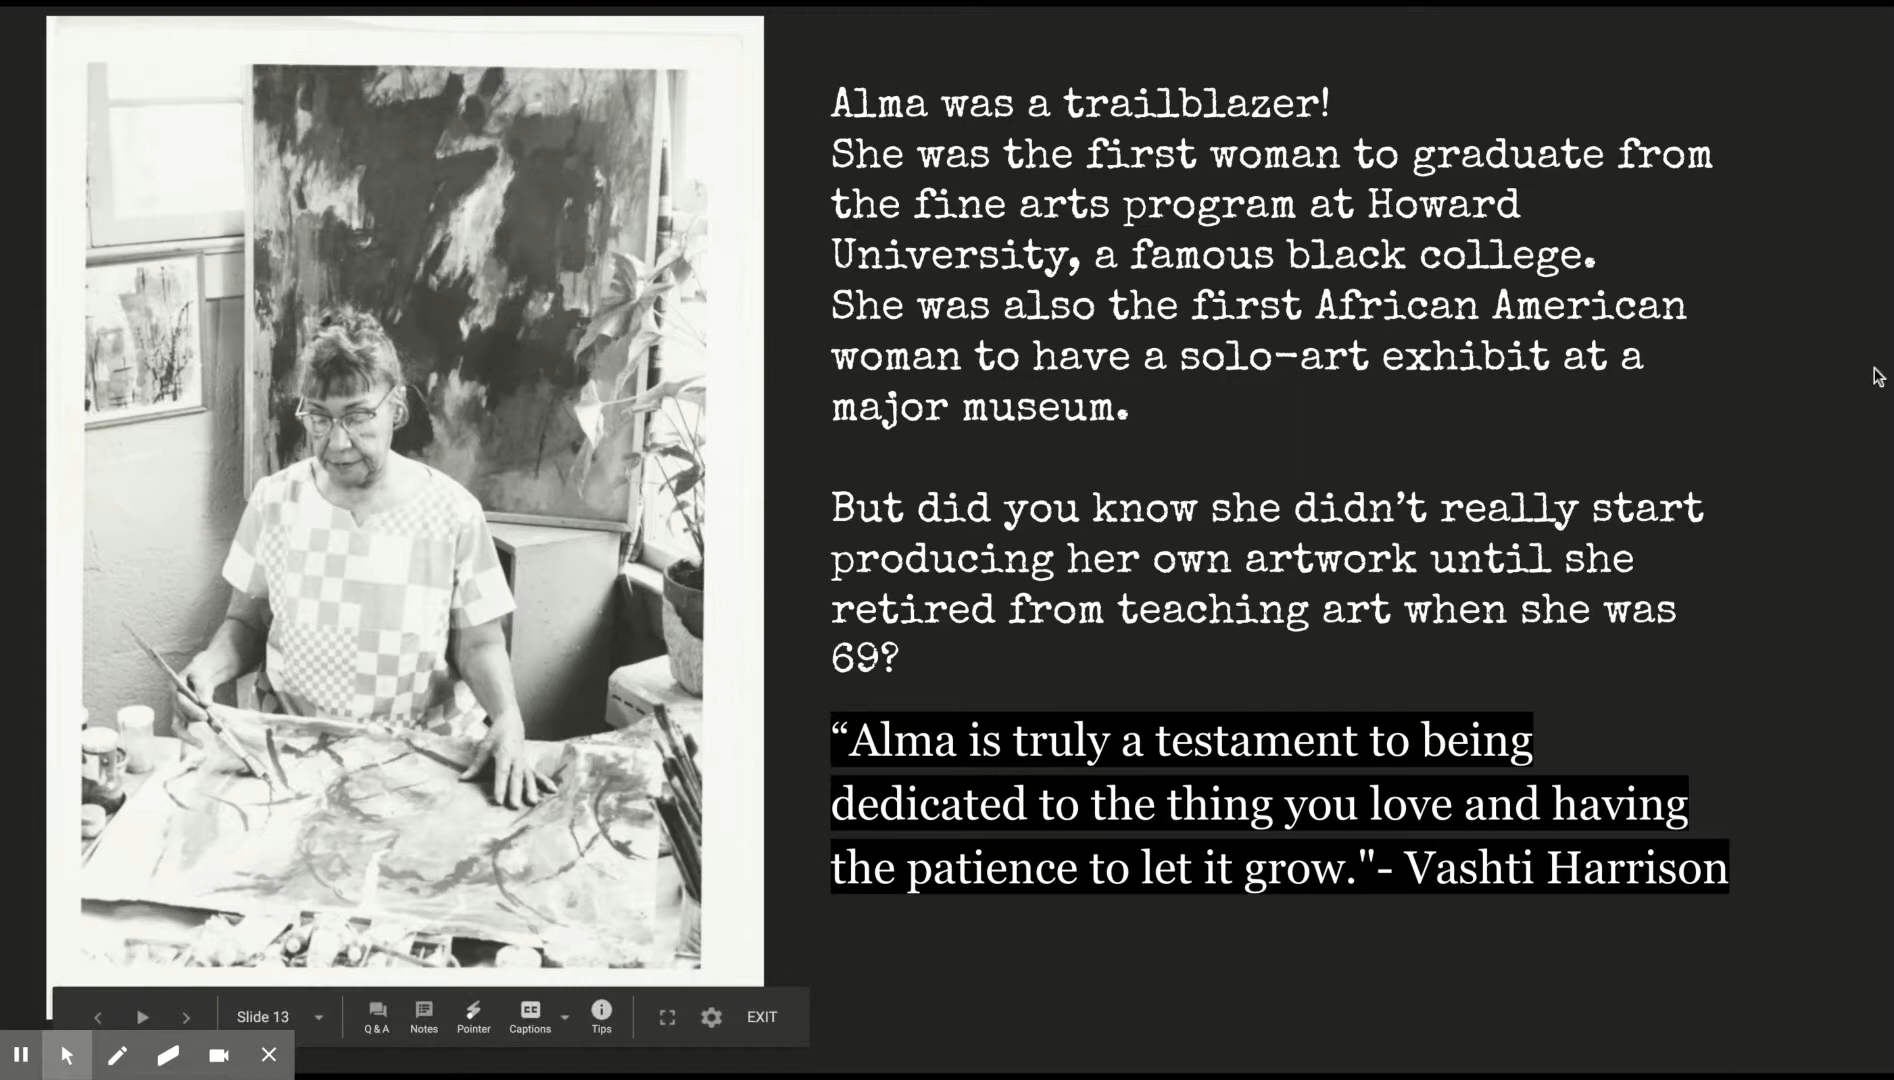 Alma was a trailblazer!
She was the first woman to graduate from
the fine arts program at Howard
University, a famous black college.
She was also the first African American
woman to have a solo-art exhibit at a
major museum.
But did you know she didn’t really start
producing her own artwork until she
retired from teaching art when she was
69?
“Alma is truly a testament to being
dedicated to the thing you love and having
the patience to let it grow."- Vashti Harrison
Slide 13
Q & A
Notes
Pointer
CC
Captions
Tips
EXIT